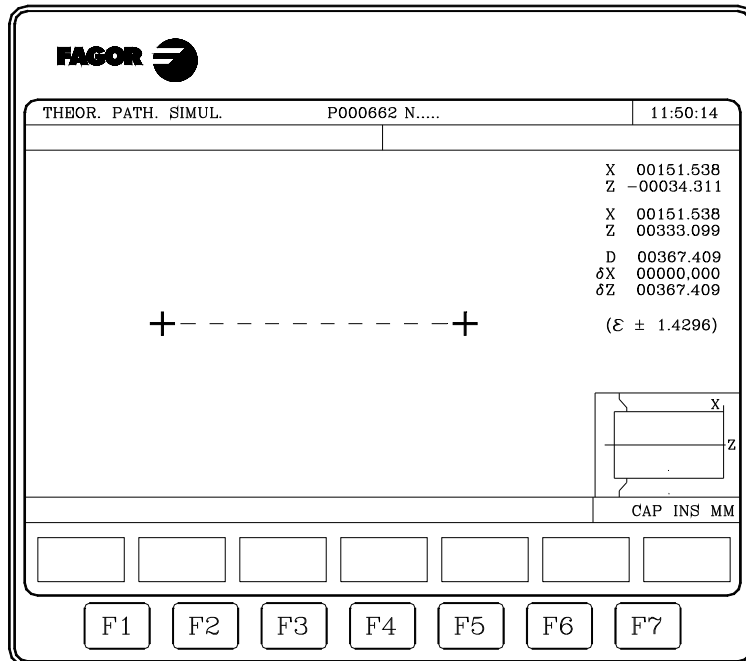 FAGOR
THEOR. PATH. SIMUL. P000662 N..... 11:50:14
X 00151.538
Z -00034.311
X 00151.538
Z 00333.099
D 00367.409
δX 00000,000
δZ 00367.409
(ε ± 1.4296)
X
Z
CAP INS MM
F1 F2 F3 F4 F5 F6 F7